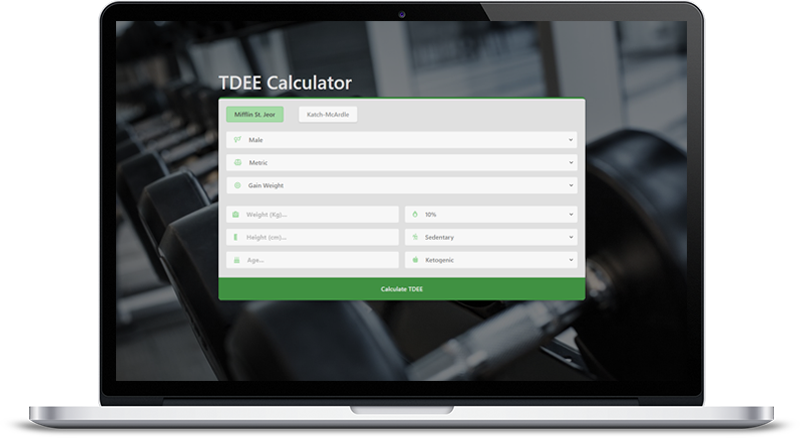 TDEE Calculator
Mifflin St. Jeor
Katch-McArdle
Male
Metric
Gain Weight
Weight (Kg)...
10%
Height (cm)...
Sedentary
Age...
Ketogenic
Calculate TDEE